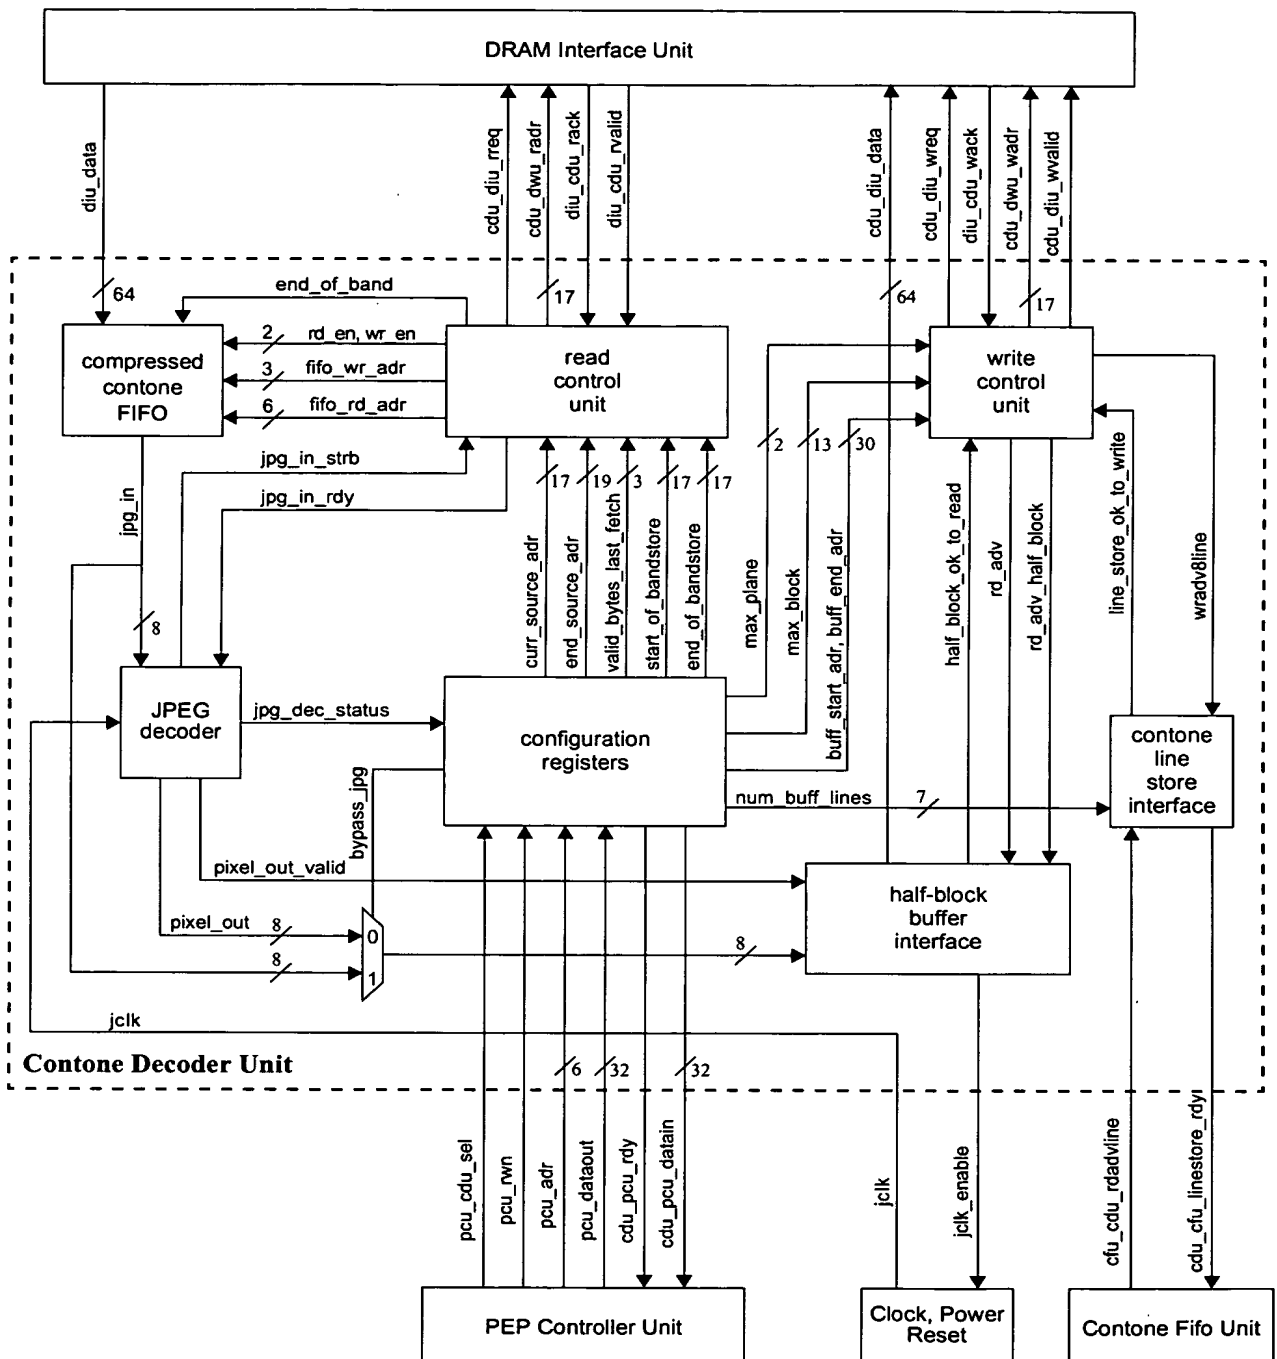 DRAM Interface Unit
diu_data
cdu_diu_rreq
cdu_dwu_radr
diu_cdu_rack
diu_cdu_rvalid
cdu_diu_data
cdu_diu_wreq
diu_cdu_wack
cdu_dwu_wadr
cdu_diu_wvalid
64
17
64
17
end_of_band
compressed
contone
FIFO
2
rd_en, wr_en
3
fifo_wr_adr
6
fifo_rd_adr
read
control
unit
write
control
unit
2
13
30
jpg_in_strb
jpg_in_rdy
jpg_in
8
17
19
3
17
17
curr_source_adr
end_source_adr
valid_bytes_last_fetch
start_of_bandstore
end_of_bandstore
max_plane
max_block
buff_start_adr, buff_end_adr
half_block_ok_to_read
rd_adv
rd_adv_half_block
line_store_ok_to_write
wradv8line
JPEG
decoder
jpg_dec_status
configuration
registers
contone
line
store
interface
num_buff_lines
7
bypass_jpg
pixel_out_valid
pixel_out
8
0
8
1
8
half-block
buffer
interface
jclk
Contone Decoder Unit
6
32
32
pcu_cdu_sel
pcu_rwn
pcu_adr
pcu_dataout
cdu_pcu_rdy
cdu_pcu_datain
jclk
jclk_enable
cfu_cdu_rdadvline
cdu_cfu_linestore_rdy
PEP Controller Unit
Clock, Power
Reset
Contone Fifo Unit